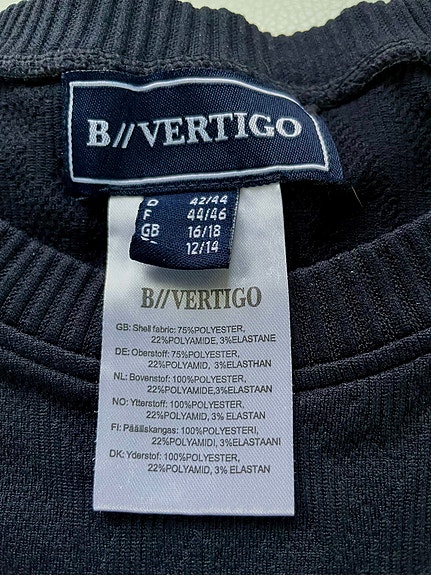 B//VERTIGO
D 42/44
F 44/46
GB 16/18
12/14
B//VERTIGO
GB: Shell fabric: 75%POLYESTER,
22%POLYAMIDE, 3%ELASTANE
DE: Oberstoff: 75%POLYESTER,
22%POLYAMID, 3%ELASTHAN
NL: Bovenstof: 100%POLYESTER,
22%POLYAMIDE, 3%ELASTAAN
NO: Ytterstoff: 100%POLYESTER,
22%POLYAMID, 3% ELASTAN
FI: Päälliskangas: 100%POLYESTERI,
22%POLYAMIDI, 3%ELASTAANI
DK: Yderstof: 100%POLYESTER,
22%POLYAMID, 3% ELASTAN